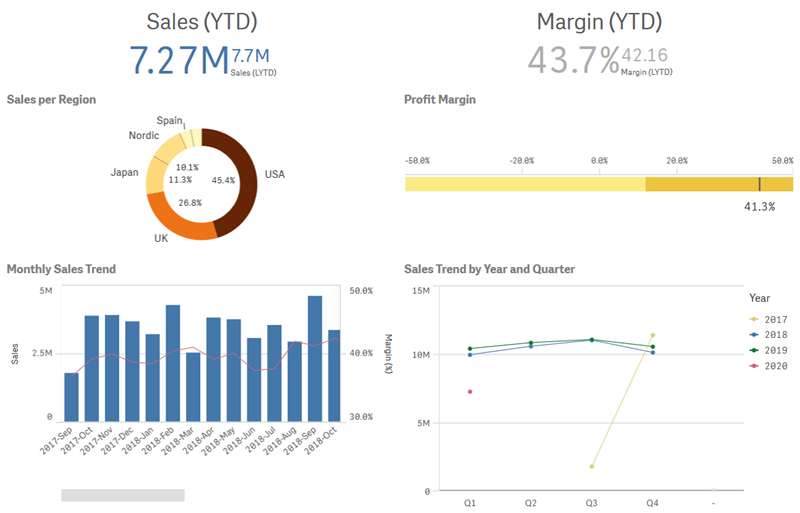 Sales (YTD)
7.27M
7.7M
Sales (LYTD)
Margin (YTD)
43.7%
42.16
Margin (LYTD)
Sales per Region
Spain
Nordic
Japan
UK
USA
10.1%
11.3%
26.8%
45.4%
Profit Margin
-50.0%
-20.0%
0.0%
20.0%
50.0%
41.3%
Monthly Sales Trend
Sales
5M
2.5M
0
50.0%
40.0%
30.0%
Margin(%)
2017-Sep
2017-Oct
2017-Nov
2017-Dec
2018-Jan
2018-Feb
2018-Mar
2018-Apr
2018-May
2018-Jun
2018-Jul
2018-Aug
2018-Sep
2018-Oct
Sales Trend by Year and Quarter
15M
10M
5M
0
Q1
Q2
Q3
Q4
-
Year
2017
2018
2019
2020